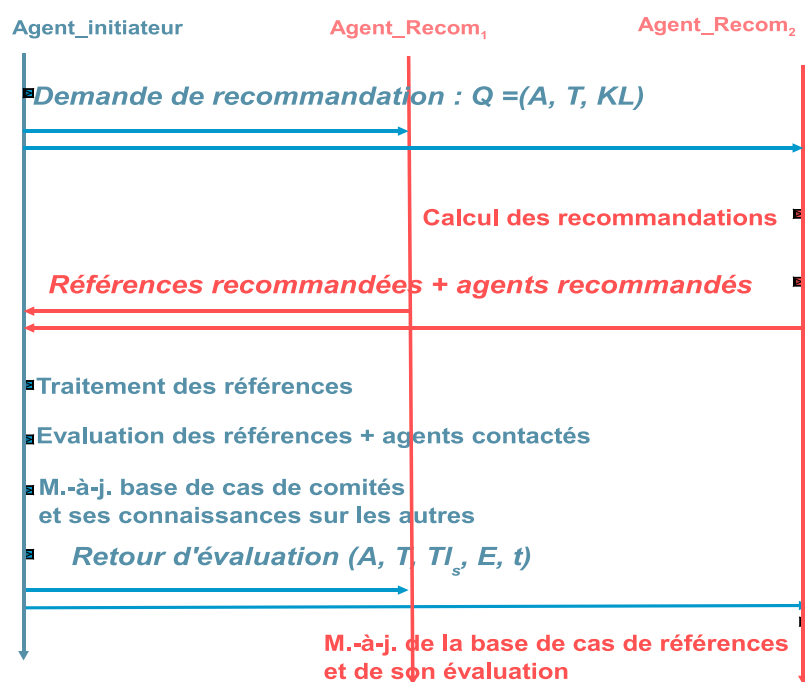 Agent_initiateur
Agent_Recom₁
Agent_Recom₂
Demande de recommandation : Q =(A, T, KL)
Calcul des recommandations
Références recommandées + agents recommandés
Traitement des références
Evaluation des références + agents contactés
M.-à-j. base de cas de comités
et ses connaissances sur les autres
Retour d'évaluation (A, T, TIₛ, E, t)
M.-à-j. de la base de cas de références
et de son évaluation